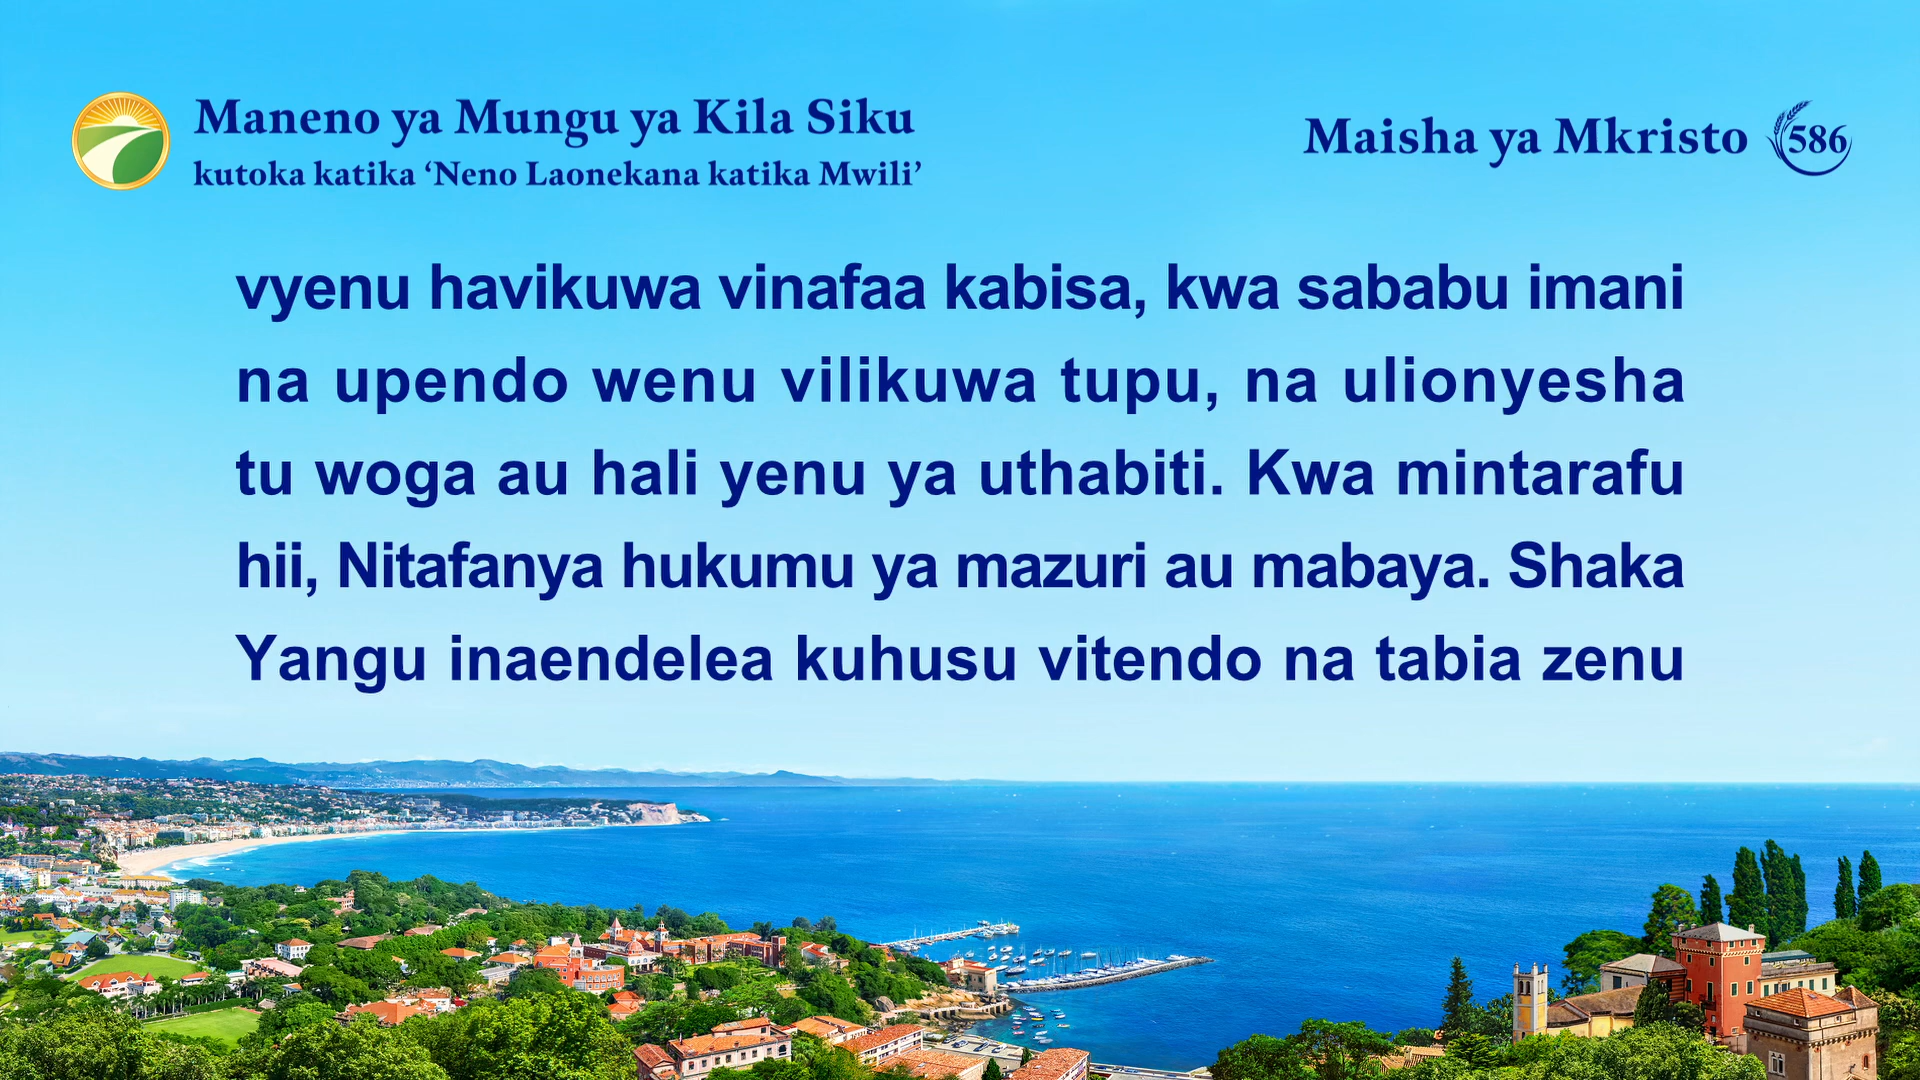 Maneno ya Mungu ya Kila Siku
kutoka katika ‘Neno Laonekana katika Mwili’
Maisha ya Mkristo 586
vyenu havikuwa vinafaa kabisa, kwa sababu imani
na upendo wenu vilikuwa tupu, na ulionyesha
tu woga au hali yenu ya uthabiti. Kwa mintarafu
hii, Nitafanya hukumu ya mazuri au mabaya. Shaka
Yangu inaendelea kuhusu vitendo na tabia zenu